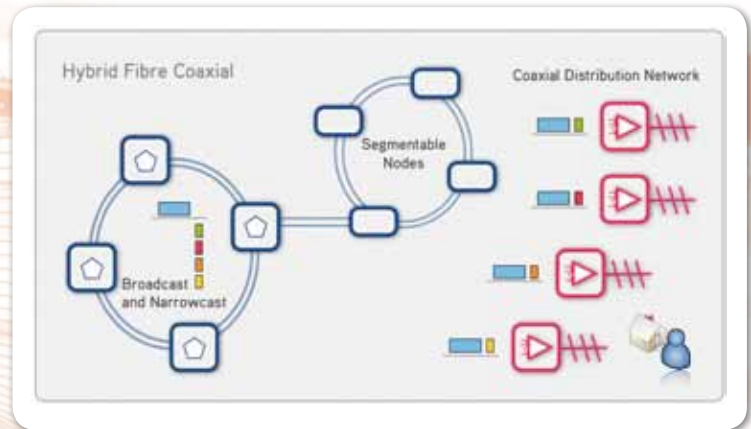 Hybrid Fibre Coaxial
Coaxial Distribution Network
Segmentable
Nodes
Broadcast
and Narrowcast